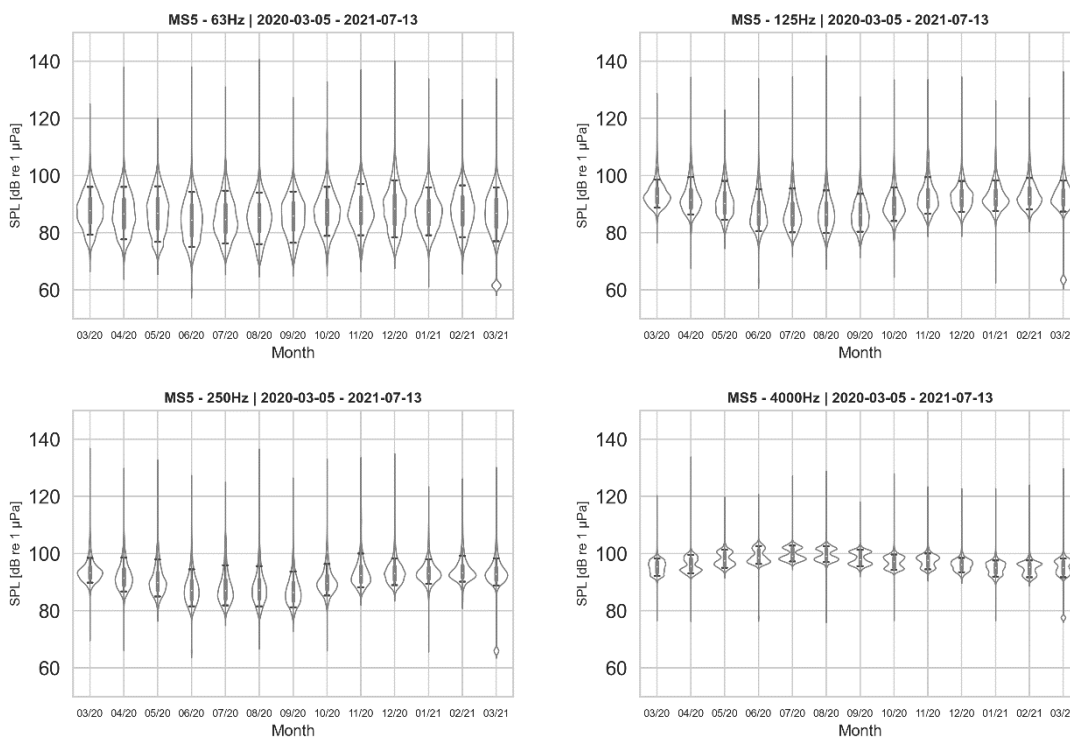 MS5 - 63Hz | 2020-03-05 - 2021-07-13
SPL [dB re 1 µPa]
140
120
100
80
60
03/20 04/20 05/20 06/20 07/20 08/20 09/20 10/20 11/20 12/20 01/21 02/21 03/21
Month
MS5 - 125Hz | 2020-03-05 - 2021-07-13
SPL [dB re 1 µPa]
140
120
100
80
60
03/20 04/20 05/20 06/20 07/20 08/20 09/20 10/20 11/20 12/20 01/21 02/21 03/2
Month
MS5 - 250Hz | 2020-03-05 - 2021-07-13
SPL [dB re 1 µPa]
140
120
100
80
60
03/20 04/20 05/20 06/20 07/20 08/20 09/20 10/20 11/20 12/20 01/21 02/21 03/21
Month
MS5 - 4000Hz | 2020-03-05 - 2021-07-13
SPL [dB re 1 µPa]
140
120
100
80
60
03/20 04/20 05/20 06/20 07/20 08/20 09/20 10/20 11/20 12/20 01/21 02/21 03/2
Month